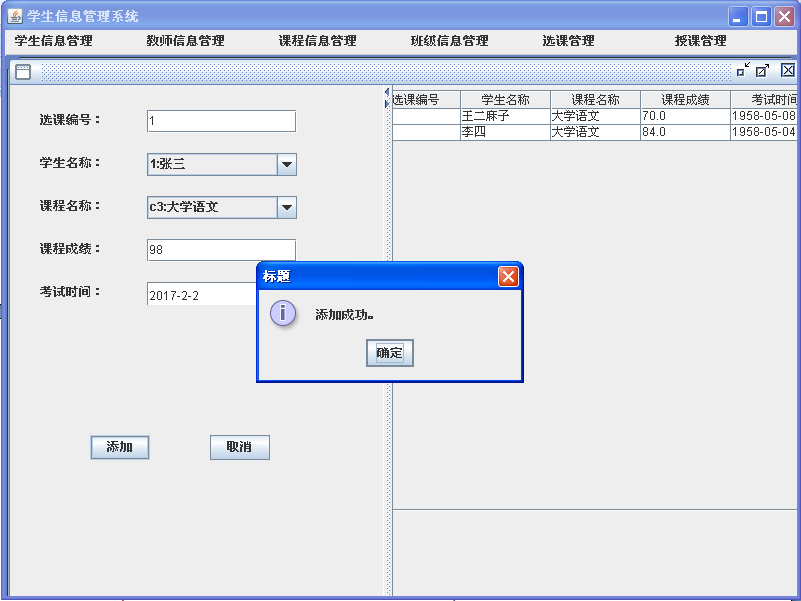 学生信息管理系统
学生信息管理 教师信息管理 课程信息管理 班级信息管理 选课管理 授课管理
选课编号： 1
学生名称： 1:张三
课程名称： c3:大学语文
课程成绩： 98
考试时间： 2017-2-2
添加 取消
选课编号 学生名称 课程名称 课程成绩 考试时间
王二麻子 大学语文 70.0 1958-05-08
李四 大学语文 84.0 1958-05-04
标题
添加成功。
确定